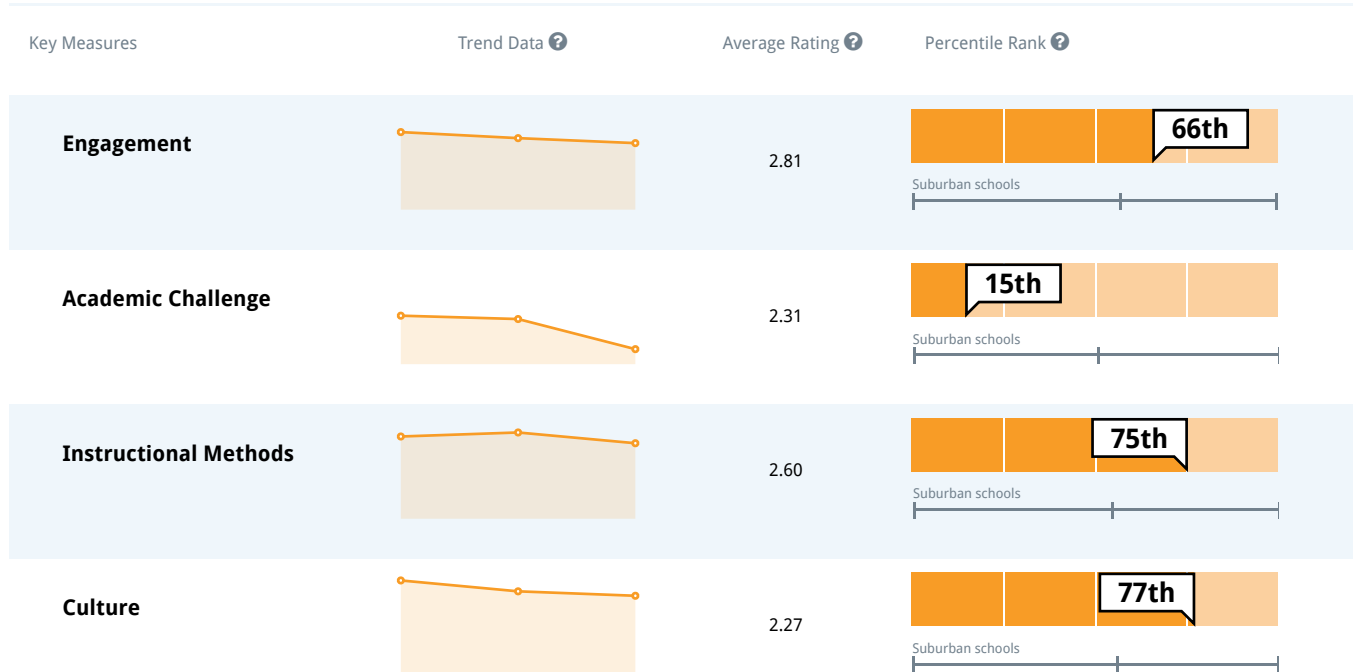 Key Measures
Trend Data ?
Average Rating ?
Percentile Rank ?
Engagement
2.81
66th
Suburban schools
Academic Challenge
2.31
15th
Suburban schools
Instructional Methods
2.60
75th
Suburban schools
Culture
2.27
77th
Suburban schools